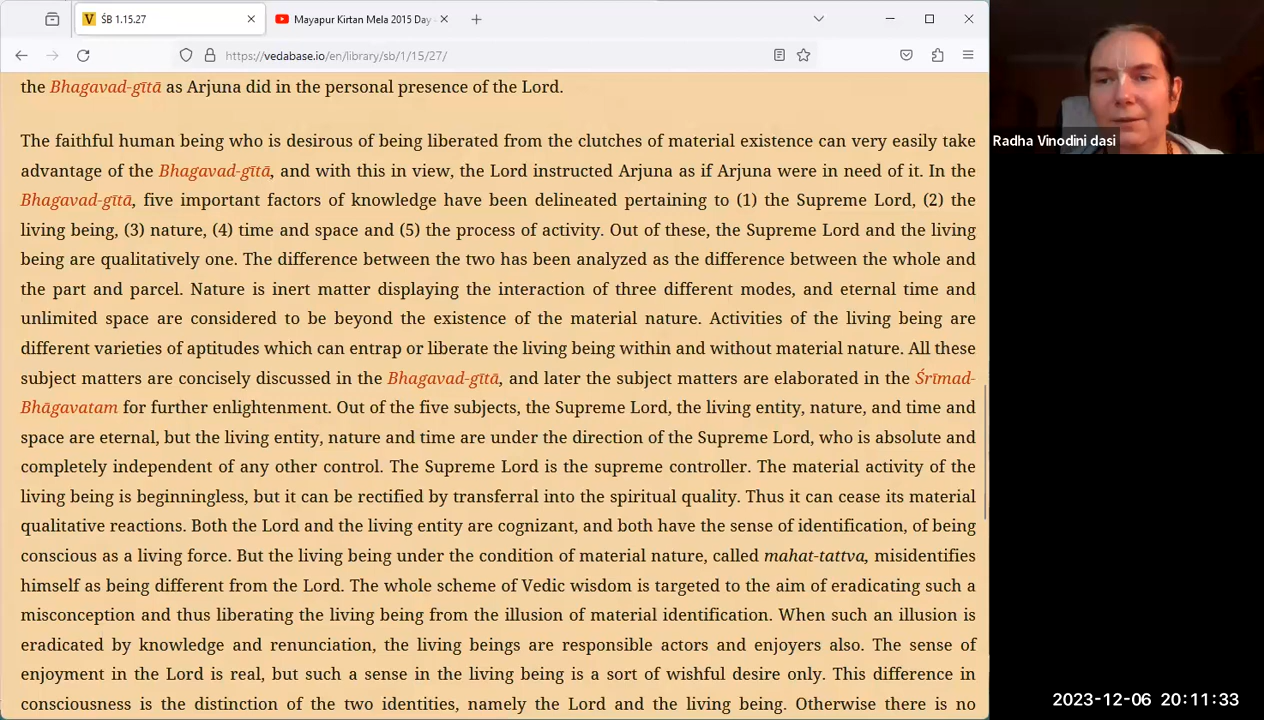 ŚB 1.15.27
Mayapur Kirtan Mela 2015 Day
https://vedabase.io/en/library/sb/1/15/27/
the Bhagavad-gītā as Arjuna did in the personal presence of the Lord.
The faithful human being who is desirous of being liberated from the clutches of material existence can very easily take
advantage of the Bhagavad-gītā, and with this in view, the Lord instructed Arjuna as if Arjuna were in need of it. In the
Bhagavad-gītā, five important factors of knowledge have been delineated pertaining to (1) the Supreme Lord, (2) the
living being, (3) nature, (4) time and space and (5) the process of activity. Out of these, the Supreme Lord and the living
being are qualitatively one. The difference between the two has been analyzed as the difference between the whole and
the part and parcel. Nature is inert matter displaying the interaction of three different modes, and eternal time and
unlimited space are considered to be beyond the existence of the material nature. Activities of the living being are
different varieties of aptitudes which can entrap or liberate the living being within and without material nature. All these
subject matters are concisely discussed in the Bhagavad-gītā, and later the subject matters are elaborated in the Śrīmad-
Bhāgavatam for further enlightenment. Out of the five subjects, the Supreme Lord, the living entity, nature, and time and
space are eternal, but the living entity, nature and time are under the direction of the Supreme Lord, who is absolute and
completely independent of any other control. The Supreme Lord is the supreme controller. The material activity of the
living being is beginningless, but it can be rectified by transferral into the spiritual quality. Thus it can cease its material
qualitative reactions. Both the Lord and the living entity are cognizant, and both have the sense of identification, of being
conscious as a living force. But the living being under the condition of material nature, called mahat-tattva, misidentifies
himself as being different from the Lord. The whole scheme of Vedic wisdom is targeted to the aim of eradicating such a
misconception and thus liberating the living being from the illusion of material identification. When such an illusion is
eradicated by knowledge and renunciation, the living beings are responsible actors and enjoyers also. The sense of
enjoyment in the Lord is real, but such a sense in the living being is a sort of wishful desire only. This difference in
consciousness is the distinction of the two identities, namely the Lord and the living being. Otherwise there is no
Radha Vinodini dasi
2023-12-06 20:11:33